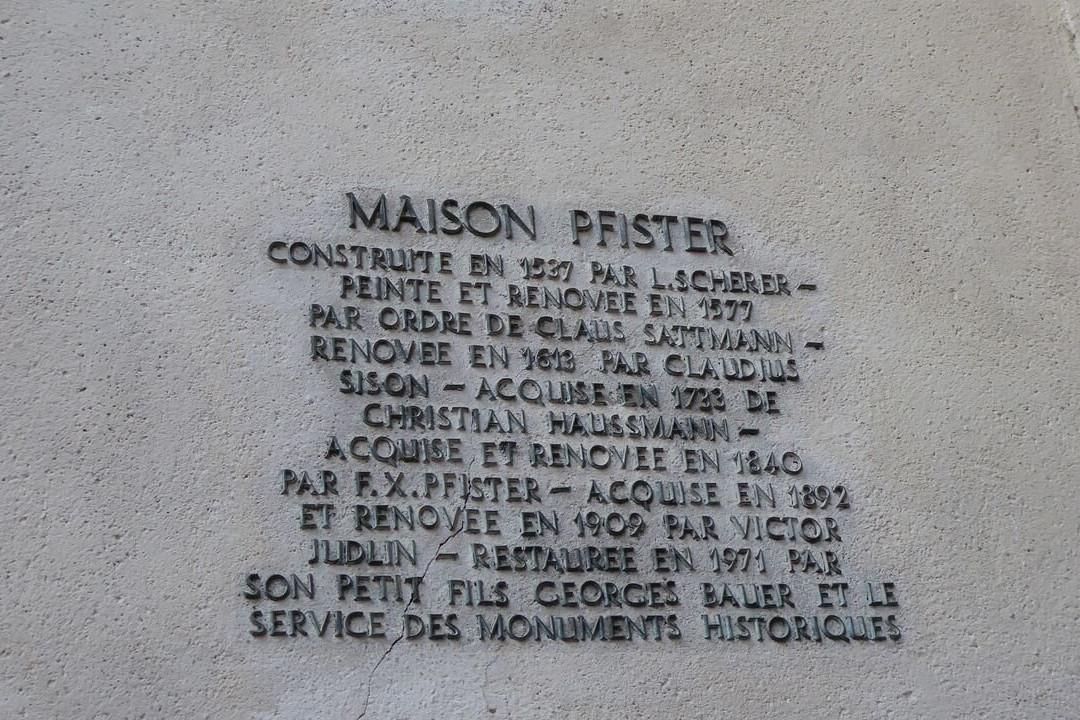 MAISON PFISTER
CONSTRUITE EN 1537 PAR L.SCHERER –
PEINTE ET RENOVEE EN 1577
PAR ORDRE DE CLAUS SATTMANN –
RENOVEE EN 1613 PAR CLAUDIUS
SISON – ACQUISE EN 1733 DE
CHRISTIAN HAUSSMANN –
ACQUISE ET RENOVEE EN 1840
PAR F.X.PFISTER – ACQUISE EN 1892
ET RENOVEE EN 1909 PAR VICTOR
JUDLIN – RESTAUREE EN 1971 PAR
SON PETIT FILS GEORGES BAUER ET LE
SERVICE DES MONUMENTS HISTORIQUES